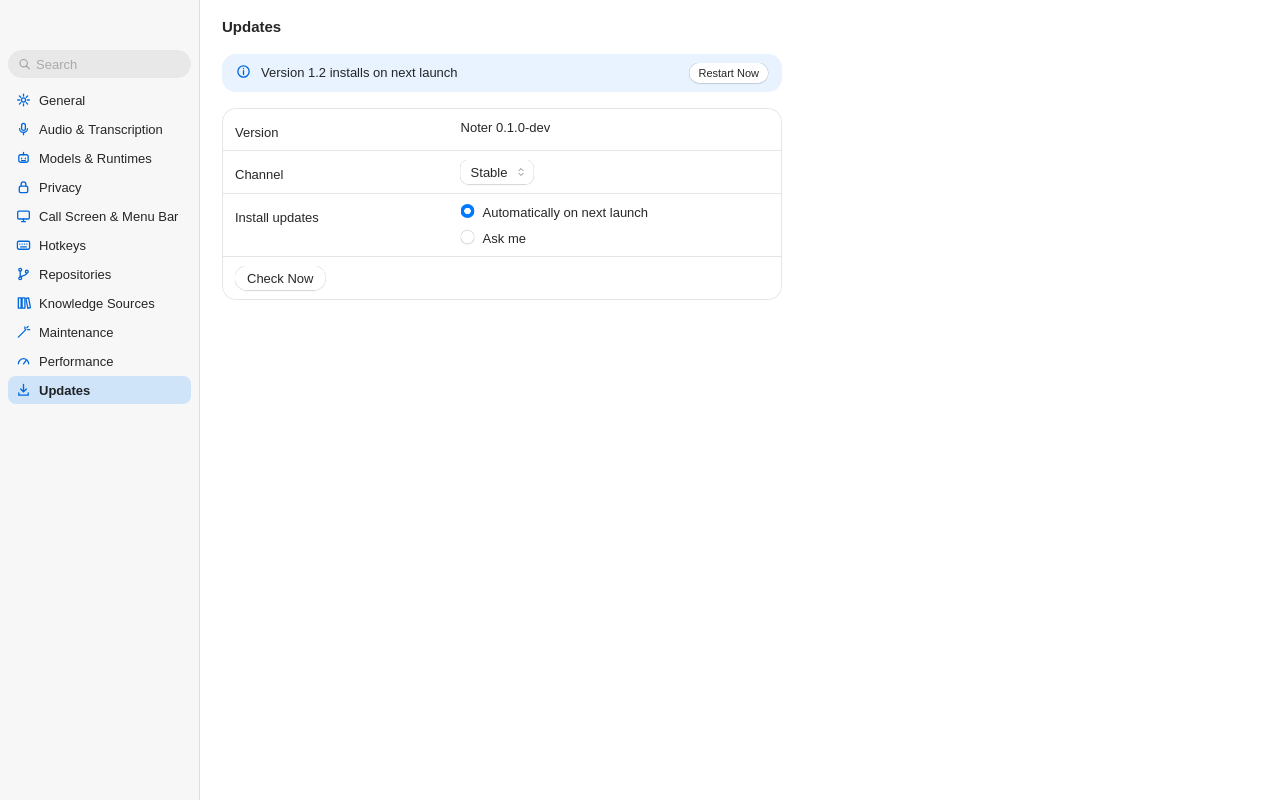 Updates
Search
Version 1.2 installs on next launch
Restart Now
General
Audio & Transcription
Models & Runtimes
Privacy
Call Screen & Menu Bar
Hotkeys
Repositories
Knowledge Sources
Maintenance
Performance
Updates
Version
Noter 0.1.0-dev
Channel
Stable
Install updates
Automatically on next launch
Ask me
Check Now